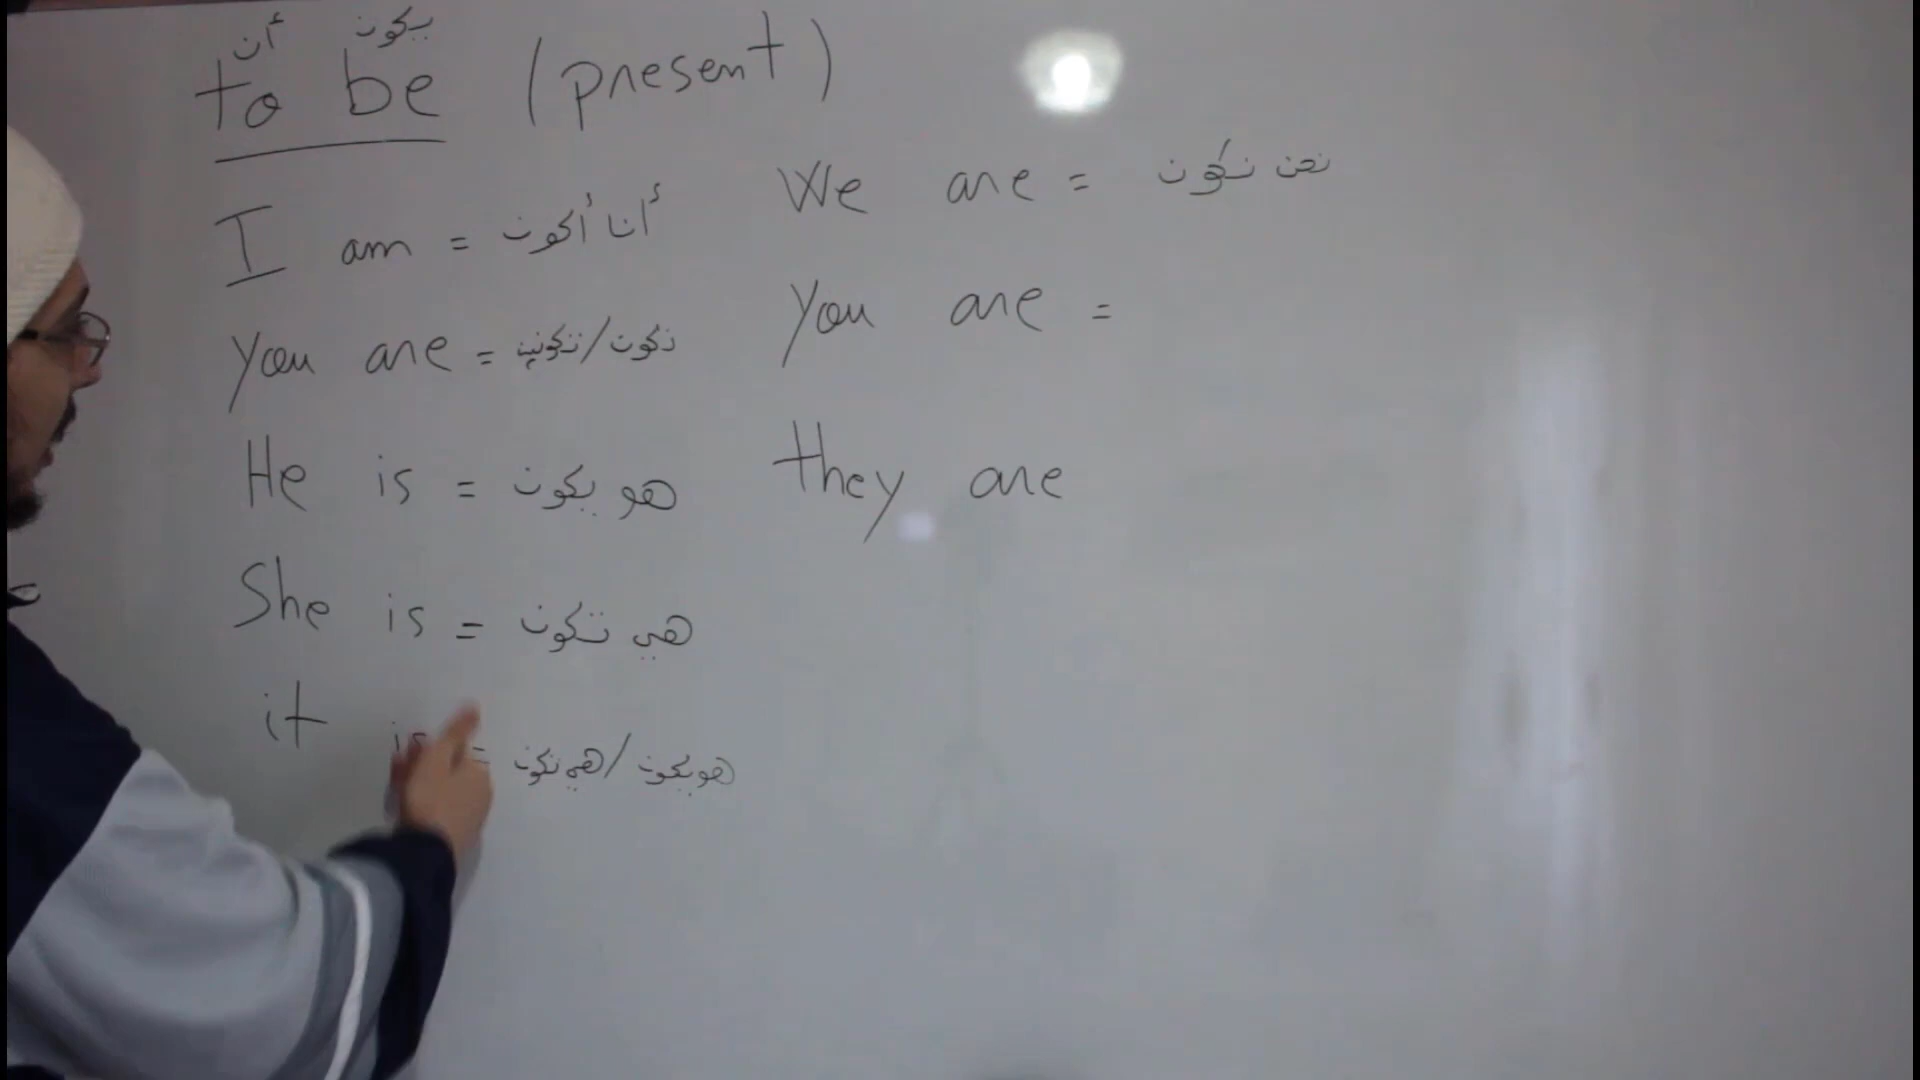 أن يكون
to be (present)
I am = أنا أكون
You are = تكون/تكونين
He is = هو يكون
She is = هي تكون
it is = هو يكون/هي تكون
We are = نحن نكون
You are =
they are